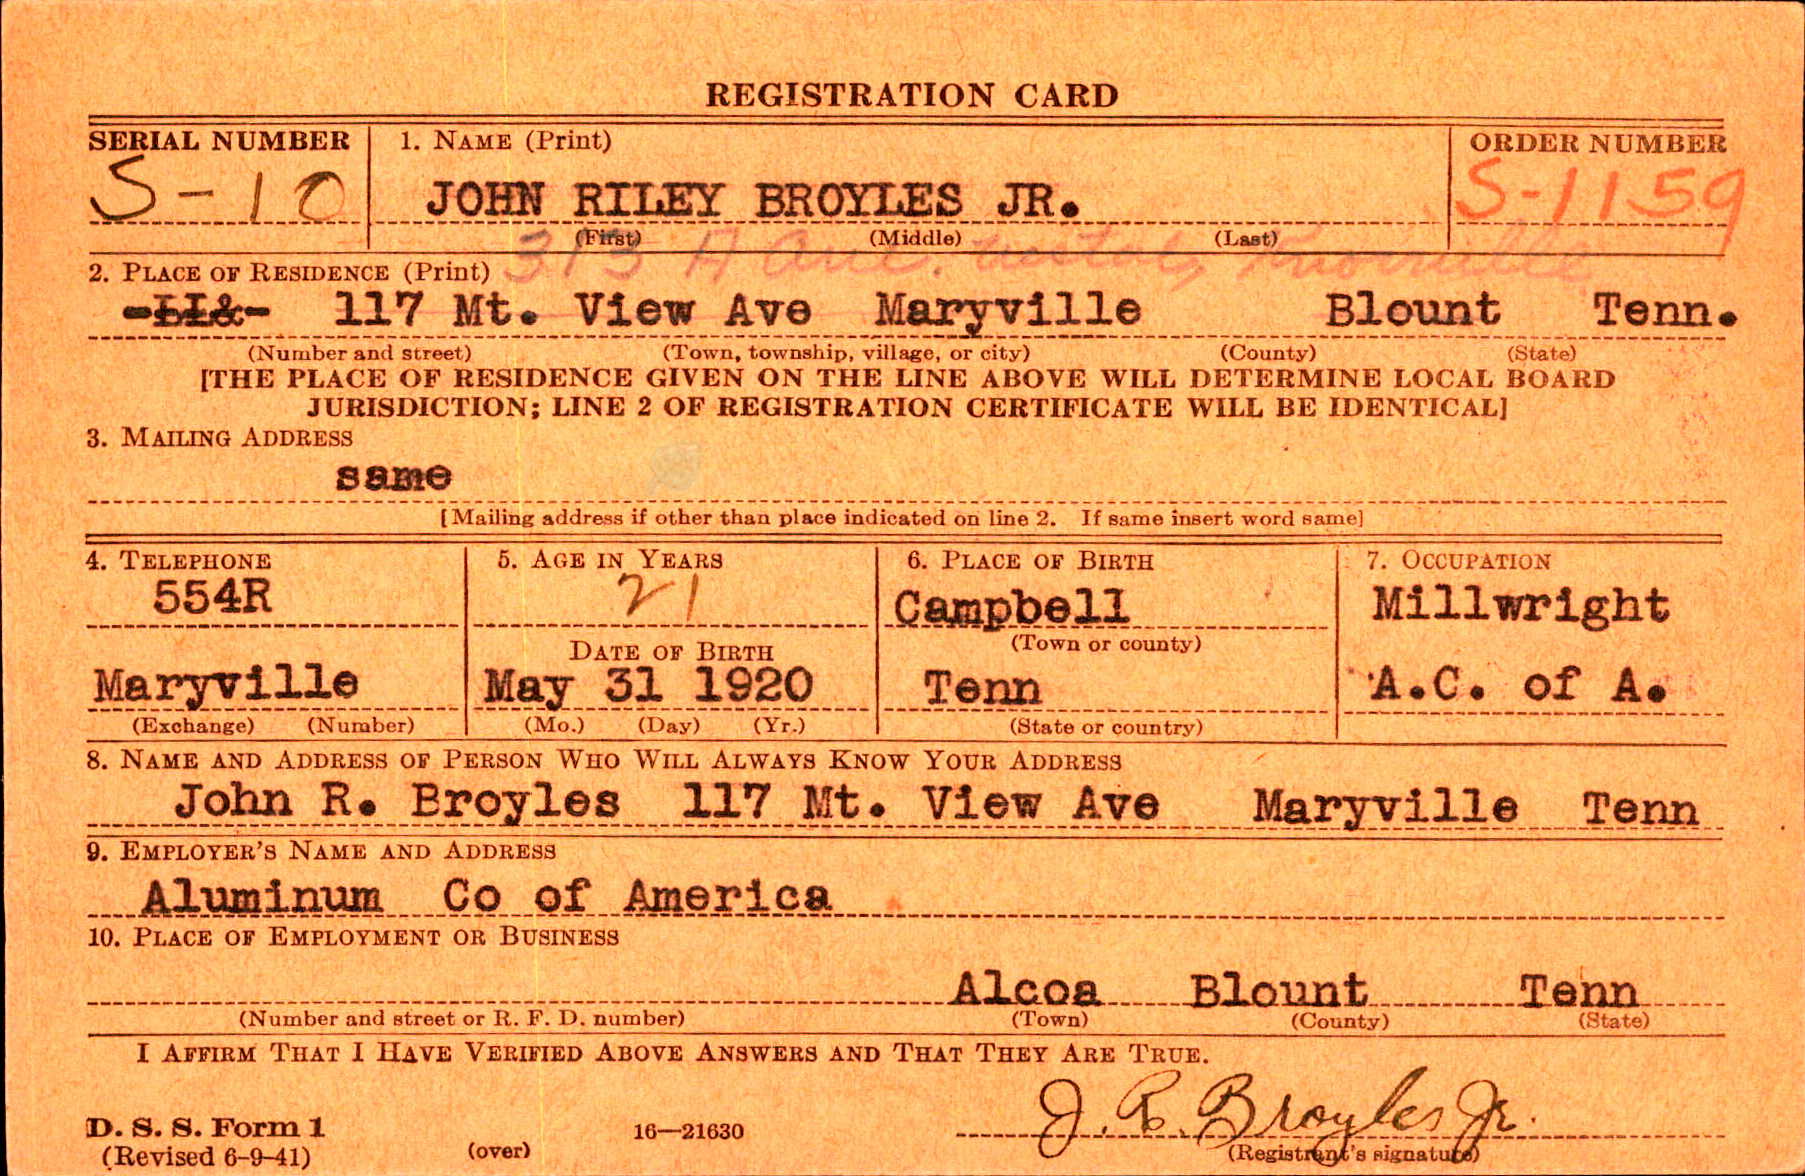 REGISTRATION CARD
SERIAL NUMBER 1. NAME (Print) ORDER NUMBER
S-10 JOHN RILEY BROYLES JR. S-1159
(First) (Middle) (Last)
313 A Ave. Knoxville
2. PLACE OF RESIDENCE (Print)
117 Mt. View Ave Maryville Blount Tenn.
(Number and street) (Town, township, village, or city) (County) (State)
[THE PLACE OF RESIDENCE GIVEN ON THE LINE ABOVE WILL DETERMINE LOCAL BOARD
JURISDICTION; LINE 2 OF REGISTRATION CERTIFICATE WILL BE IDENTICAL]
3. MAILING ADDRESS
same
[Mailing address if other than place indicated on line 2. If same insert word same]
4. TELEPHONE 5. AGE IN YEARS 6. PLACE OF BIRTH 7. OCCUPATION
554R 21 Campbell Millwright
DATE OF BIRTH (Town or county)
Maryville May 31 1920 Tenn A.C. of A.
(Exchange) (Number) (Mo.) (Day) (Yr.) (State or country)
8. NAME AND ADDRESS OF PERSON WHO WILL ALWAYS KNOW YOUR ADDRESS
John R. Broyles 117 Mt. View Ave Maryville Tenn
9. EMPLOYER'S NAME AND ADDRESS
Aluminum Co of America
10. PLACE OF EMPLOYMENT OR BUSINESS
Alcoa Blount Tenn
(Number and street or R. F. D. number) (Town) (County) (State)
I AFFIRM THAT I HAVE VERIFIED ABOVE ANSWERS AND THAT THEY ARE TRUE.
J. R. Broyles Jr.
D. S. S. Form 1 16—21630
(Revised 6-9-41) (over) (Registrant's signature)